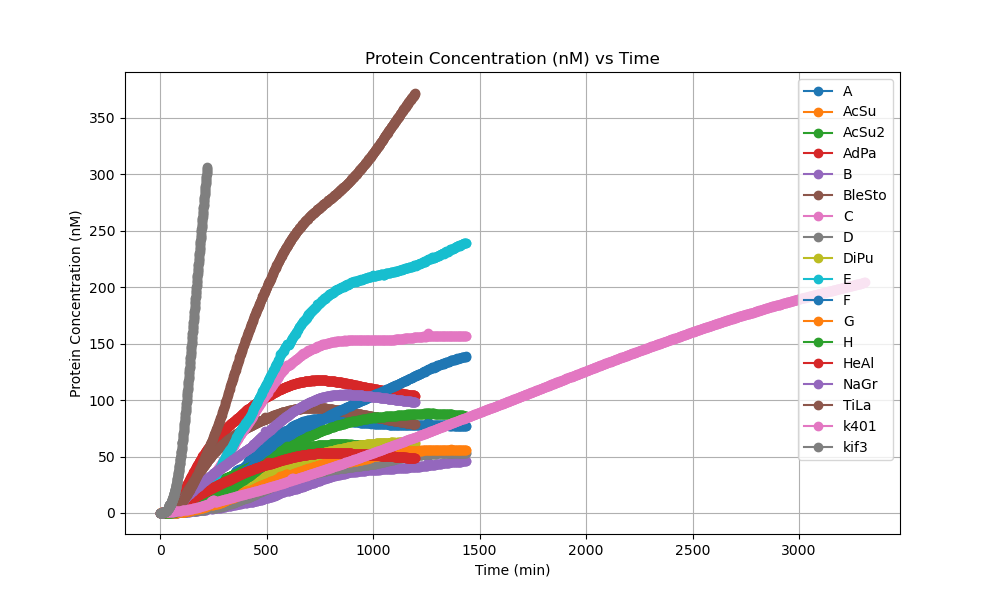 Protein Concentration (nM) vs Time
Protein Concentration (nM)
350
300
250
200
150
100
50
0
0
500
1000
1500
2000
2500
3000
Time (min)
A
AcSu
AcSu2
AdPa
B
BleSto
C
D
DiPu
E
F
G
H
HeAl
NaGr
TiLa
k401
kif3